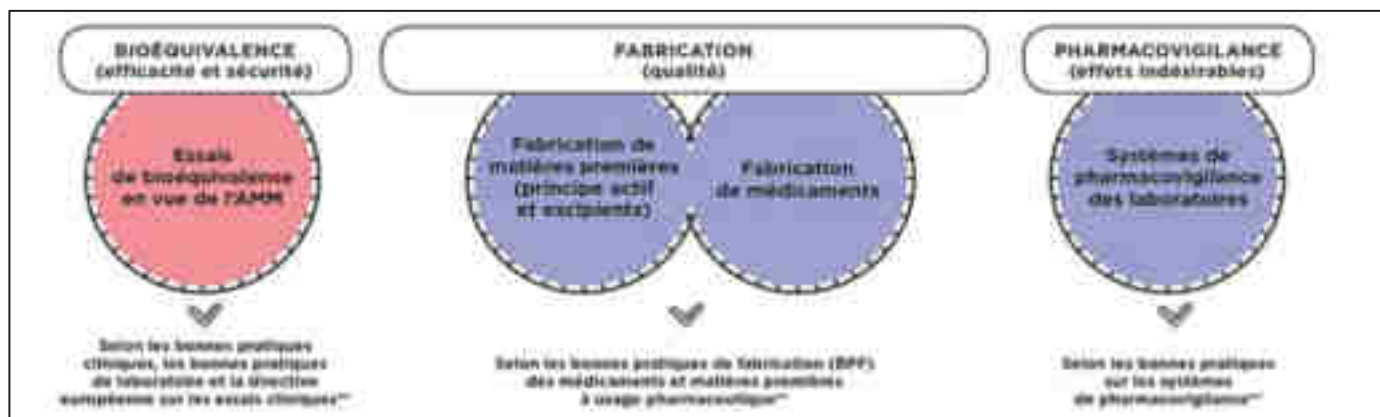 BIOÉQUIVALENCE
(efficacité et sécurité)
Essais
de bioéquivalence
en vue de l'AMM
Selon les bonnes pratiques
cliniques, les bonnes pratiques
de laboratoire et la directive
européenne sur les essais cliniques
FABRICATION
(qualité)
Fabrication de
matières premières
(principe actif
et excipients)
Fabrication
de médicaments
Selon les bonnes pratiques de fabrication (BPF)
des médicaments et matières premières
à usage pharmaceutique
PHARMACOVIGILANCE
(effets indésirables)
Systèmes de
pharmacovigilance
des laboratoires
Selon les bonnes pratiques
sur les systèmes
de pharmacovigilance